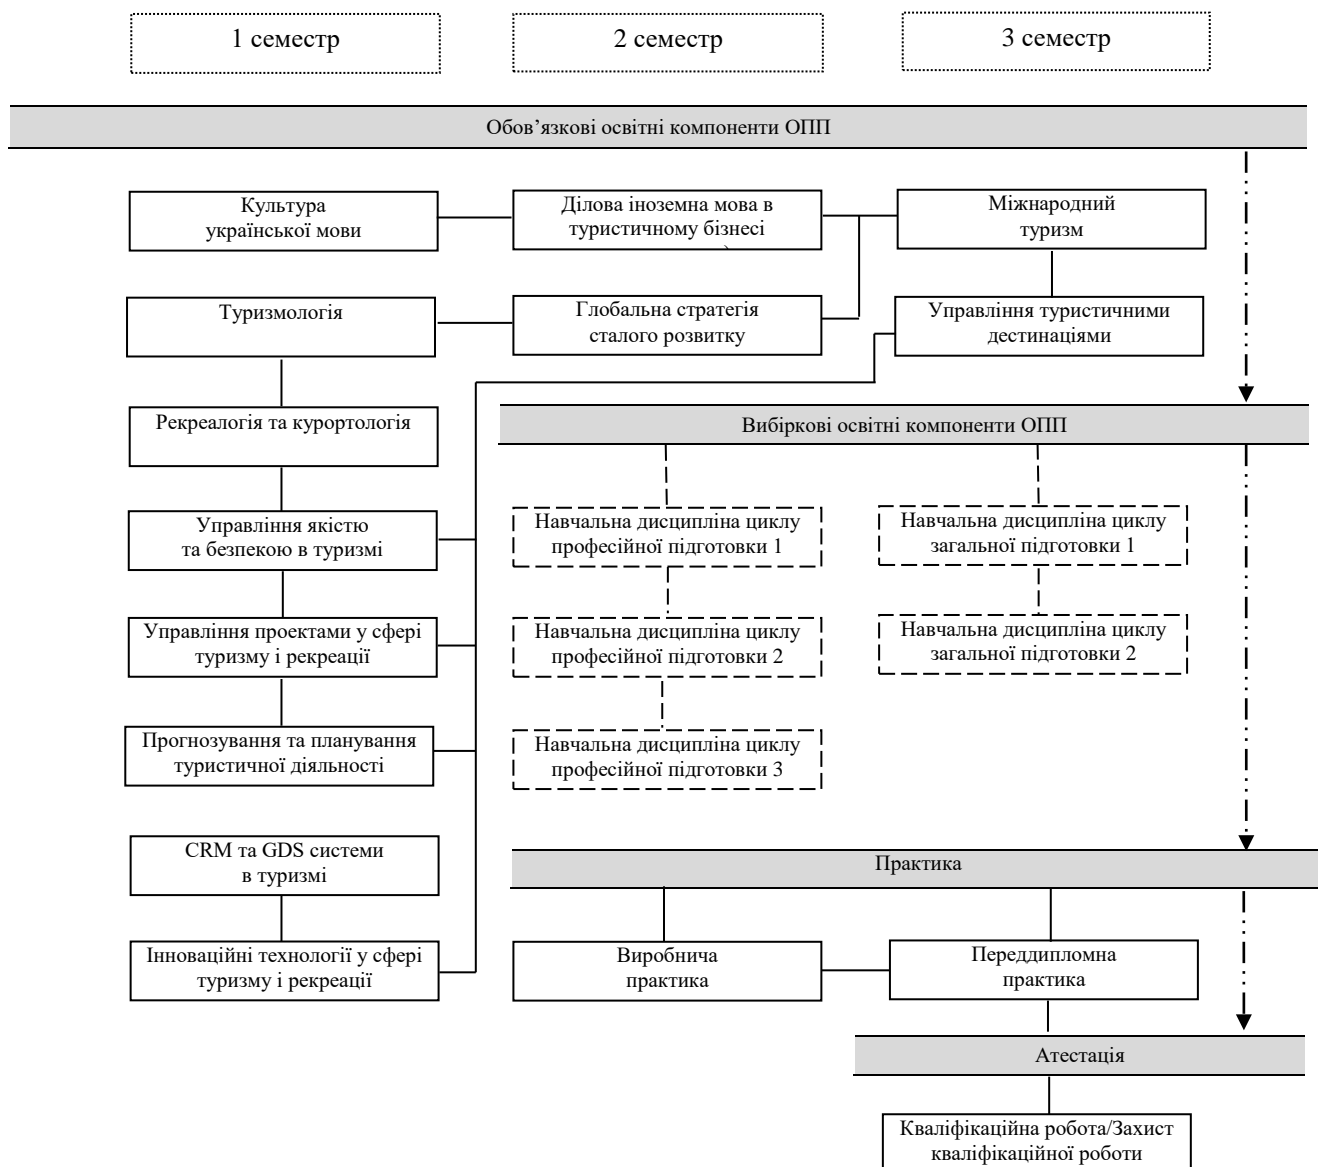 1 семестр
2 семестр
3 семестр
Обов’язкові освітні компоненти ОПП
Культура
української мови
Ділова іноземна мова в
туристичному бізнесі
Міжнародний
туризм
Туризмологія
Глобальна стратегія
сталого розвитку
Управління туристичними
дестинаціями
Рекреалогія та курортологія
Вибіркові освітні компоненти ОПП
Управління якістю
та безпекою в туризмі
Навчальна дисципліна циклу
професійної підготовки 1
Навчальна дисципліна циклу
загальної підготовки 1
Управління проектами у сфері
туризму і рекреації
Навчальна дисципліна циклу
професійної підготовки 2
Навчальна дисципліна циклу
загальної підготовки 2
Прогнозування та планування
туристичної діяльності
Навчальна дисципліна циклу
професійної підготовки 3
CRM та GDS системи
в туризмі
Практика
Інноваційні технології у сфері
туризму і рекреації
Виробнича
практика
Переддипломна
практика
Атестація
Кваліфікаційна робота/Захист
кваліфікаційної роботи